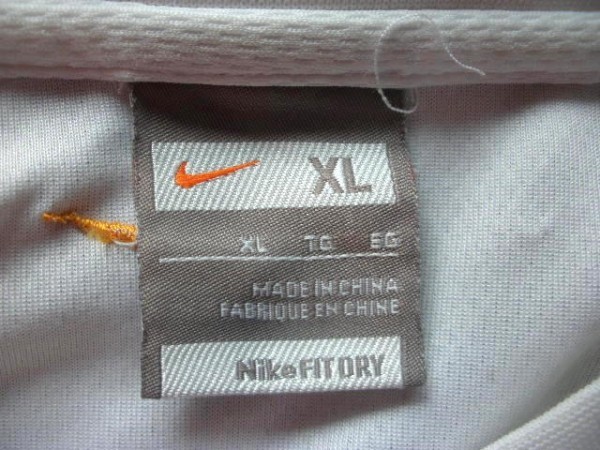 XL
XL TG EG
MADE IN CHINA
FABRIQUE EN CHINE
Nike FIT DRY